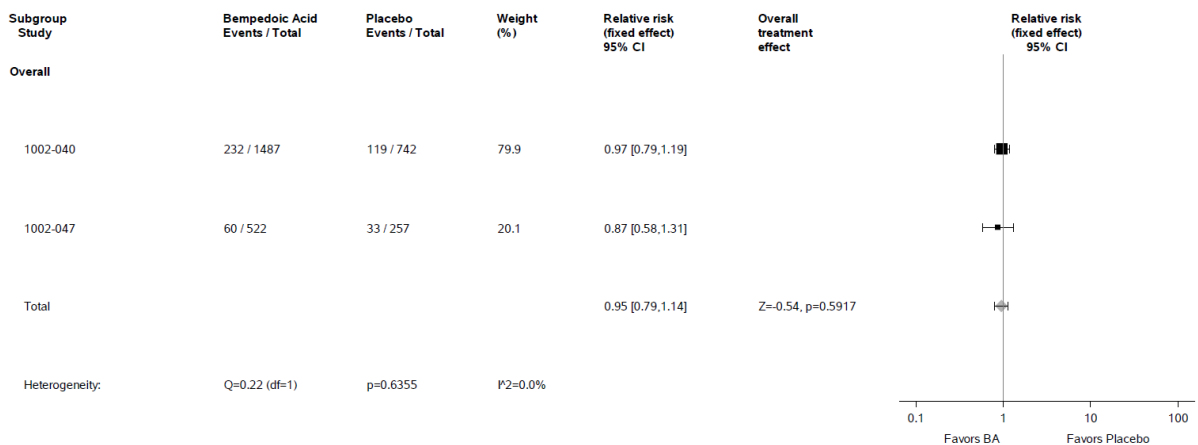 Subgroup Bempedoic Acid Placebo Weight Relative risk Overall Relative risk
Study Events / Total Events / Total (%) (fixed effect) treatment (fixed effect)
95% CI effect 95% CI
Overall
1002-040 232 / 1487 119 / 742 79.9 0.97 [0.79,1.19]
1002-047 60 / 522 33 / 257 20.1 0.87 [0.58,1.31]
Total 0.95 [0.79,1.14] Z=-0.54, p=0.5917
Heterogeneity: Q=0.22 (df=1) p=0.6355 I^2=0.0%
0.1 1 10 100
Favors BA Favors Placebo